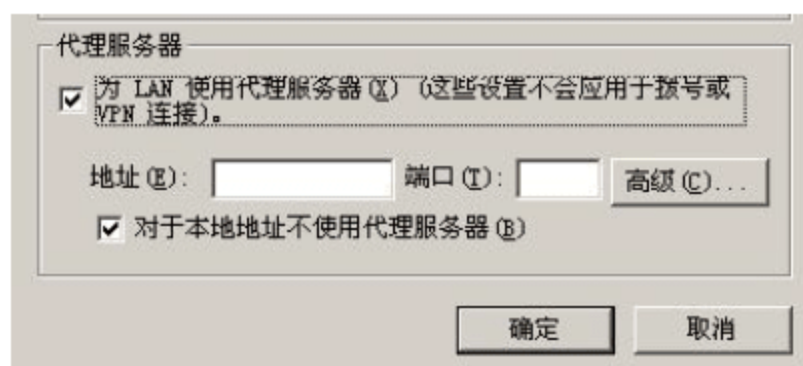 代理服务器
为 LAN 使用代理服务器(X) (这些设置不会应用于拨号或
VPN 连接)。
地址(E): 端口(T): 高级(C)...
对于本地地址不使用代理服务器(B)
确定 取消